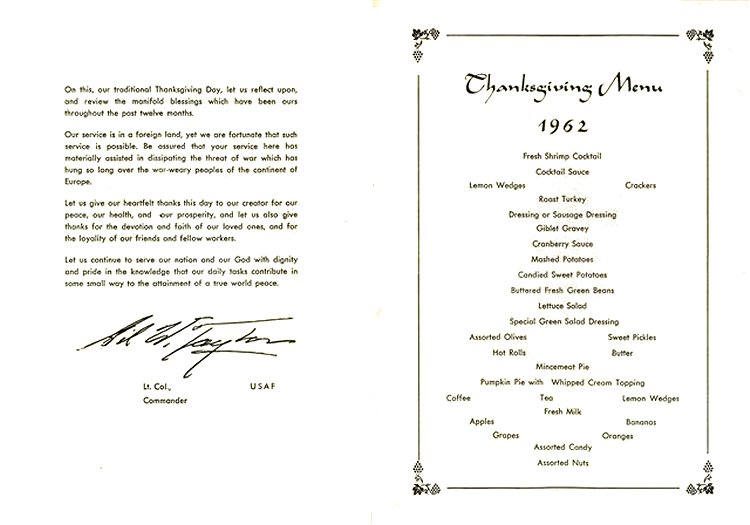 On this, our traditional Thanksgiving Day, let us reflect upon,
and review the manifold blessings which have been ours
throughout the past twelve months.
Our service is in a foreign land, yet we are fortunate that such
service is possible. Be assured that your service here has
materially assisted in dissipating the threat of war which has
hung so long over the war-weary peoples of the continent of
Europe.
Let us give our heartfelt thanks this day to our creator for our
peace, our health, and our prosperity, and let us also give
thanks for the devotion and faith of our loved ones, and for
the loyality of our friends and fellow workers.
Let us continue to serve our nation and our God with dignity
and pride in the knowledge that our daily tasks contribute in
some small way to the attainment of a true world peace.
W. Taylor
Lt. Col., USAF
Commander
Thanksgiving Menu
1962
Fresh Shrimp Cocktail
Cocktail Sauce
Lemon Wedges Crackers
Roast Turkey
Dressing or Sausage Dressing
Giblet Gravey
Cranberry Sauce
Mashed Potatoes
Candied Sweet Potatoes
Buttered Fresh Green Beans
Lettuce Salad
Special Green Salad Dressing
Assorted Olives Sweet Pickles
Hot Rolls Butter
Mincemeat Pie
Pumpkin Pie with Whipped Cream Topping
Coffee Tea Lemon Wedges
Fresh Milk
Apples Bananas
Grapes Oranges
Assorted Candy
Assorted Nuts